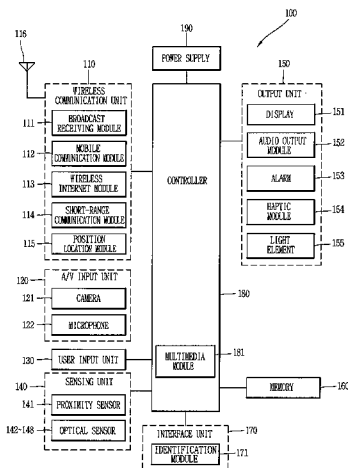 190
100
116
POWER SUPPLY
110
WIRELESS
COMMUNICATION UNIT
111
BROADCAST
RECEIVING MODULE
112
MOBILE
COMMUNICATION MODULE
113
WIRELESS
INTERNET MODULE
114
SHORT-RANGE
COMMUNICATION MODULE
115
POSITION
LOCATION MODULE
120
A/V INPUT UNIT
121
CAMERA
122
MICROPHONE
130
USER INPUT UNIT
140
SENSING UNIT
141
PROXIMITY SENSOR
142~148
OPTICAL SENSOR
CONTROLLER
180
MULTIMEDIA
MODULE
181
150
OUTPUT UNIT
DISPLAY
151
AUDIO OUTPUT
MODULE
152
ALARM
153
HAPTIC
MODULE
154
LIGHT
ELEMENT
155
MEMORY
160
INTERFACE UNIT
170
IDENTIFICATION
MODULE
171